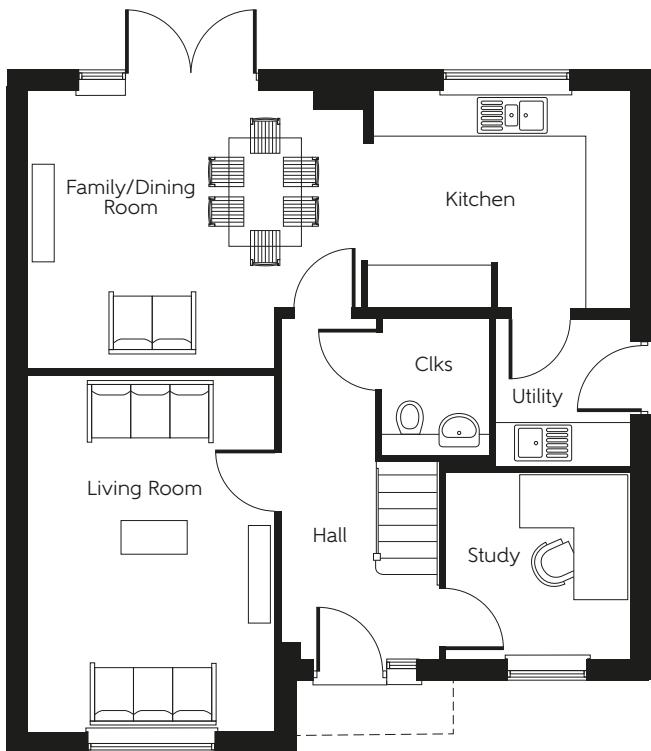 Family/Dining
Room
Kitchen
Clks
Utility
Living Room
Hall
Study